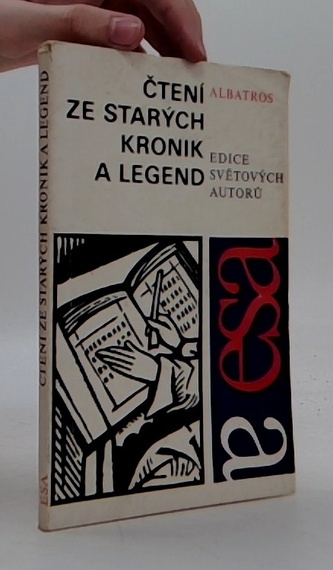 ČTENÍ
ZE STARÝCH
KRONIK
A LEGEND
ALBATROS
EDICE
SVĚTOVÝCH
AUTORŮ
esa
a
ČTENÍ ZE STARÝCH KRONIK A LEGEND
ESA